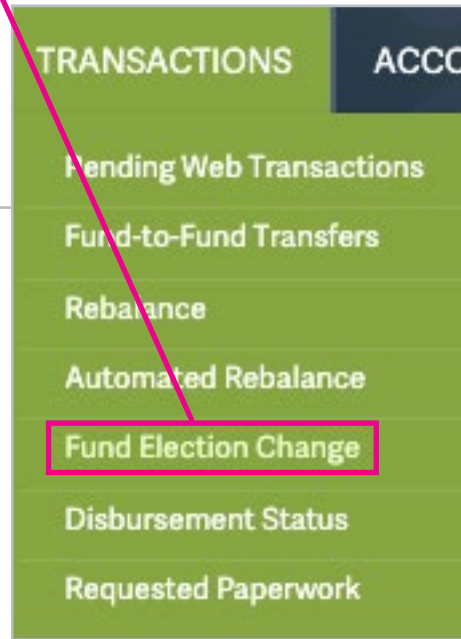 TRANSACTIONS ACCO
Pending Web Transactions
Fund-to-Fund Transfers
Rebalance
Automated Rebalance
Fund Election Change
Disbursement Status
Requested Paperwork